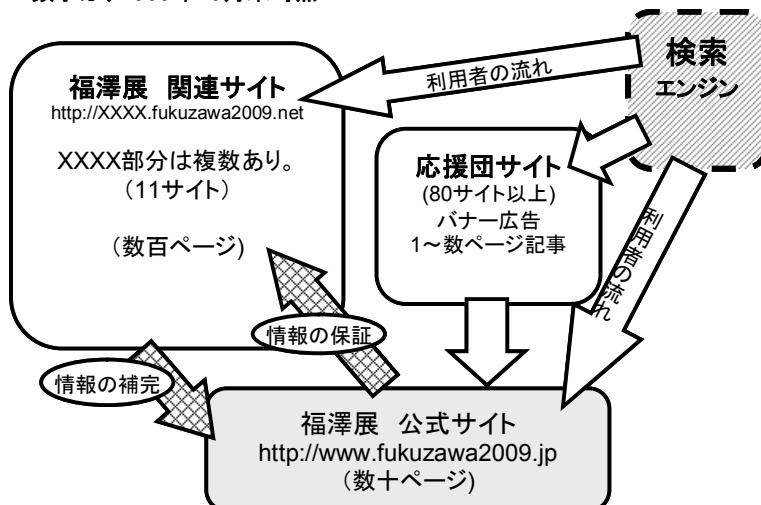 検索
エンジン
利用者の流れ
福澤展 関連サイト
http://XXXX.fukuzawa2009.net
XXXX部分は複数あり。
（11サイト）
(数百ページ)
応援団サイト
(80サイト以上)
バナー広告
1～数ページ記事
利用者の流れ
情報の保証
情報の補完
福澤展 公式サイト
http://www.fukuzawa2009.jp
(数十ページ)